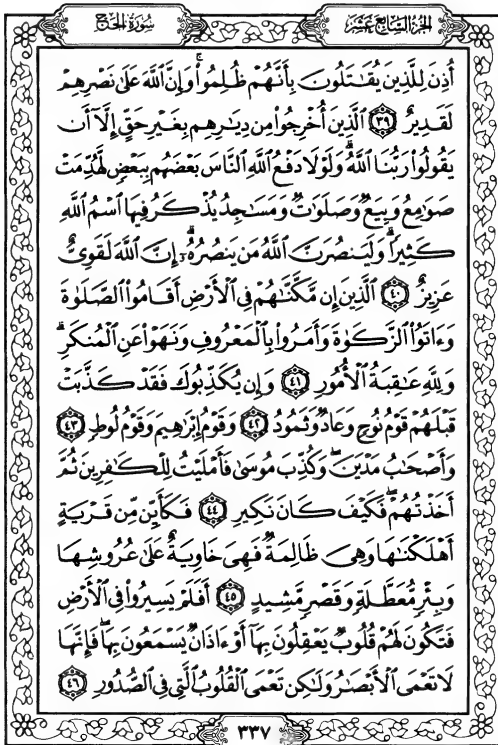 الجزء السابع عشر
سورة الحج
أُذِنَ لِلَّذِينَ يُقَٰتَلُونَ بِأَنَّهُمْ ظُلِمُوا۟ ۚ وَإِنَّ ٱللَّهَ عَلَىٰ نَصْرِهِمْ
لَقَدِيرٌ ٣٩ ٱلَّذِينَ أُخْرِجُوا۟ مِن دِيَٰرِهِم بِغَيْرِ حَقٍّ إِلَّآ أَن
يَقُولُوا۟ رَبُّنَا ٱللَّهُ ۗ وَلَوْلَا دَفْعُ ٱللَّهِ ٱلنَّاسَ بَعْضَهُم بِبَعْضٍ لَّهُدِّمَتْ
صَوَٰمِعُ وَبِيَعٌ وَصَلَوَٰتٌ وَمَسَٰجِدُ يُذْكَرُ فِيهَا ٱسْمُ ٱللَّهِ
كَثِيرًا ۗ وَلَيَنصُرَنَّ ٱللَّهُ مَن يَنصُرُهُۥٓ ۗ إِنَّ ٱللَّهَ لَقَوِىٌّ
عَزِيزٌ ٤٠ ٱلَّذِينَ إِن مَّكَّنَّٰهُمْ فِى ٱلْأَرْضِ أَقَامُوا۟ ٱلصَّلَوٰةَ
وَءَاتَوُا۟ ٱلزَّكَوٰةَ وَأَمَرُوا۟ بِٱلْمَعْرُوفِ وَنَهَوْا۟ عَنِ ٱلْمُنكَرِ ۗ
وَلِلَّهِ عَٰقِبَةُ ٱلْأُمُورِ ٤١ وَإِن يُكَذِّبُوكَ فَقَدْ كَذَّبَتْ
قَبْلَهُمْ قَوْمُ نُوحٍ وَعَادٌ وَثَمُودُ ٤٢ وَقَوْمُ إِبْرَٰهِيمَ وَقَوْمُ لُوطٍ ٤٣
وَأَصْحَٰبُ مَدْيَنَ ۖ وَكُذِّبَ مُوسَىٰ فَأَمْلَيْتُ لِلْكَٰفِرِينَ ثُمَّ
أَخَذْتُهُمْ ۖ فَكَيْفَ كَانَ نَكِيرِ ٤٤ فَكَأَيِّن مِّن قَرْيَةٍ
أَهْلَكْنَٰهَا وَهِىَ ظَالِمَةٌ فَهِىَ خَاوِيَةٌ عَلَىٰ عُرُوشِهَا
وَبِئْرٍ مُّعَطَّلَةٍ وَقَصْرٍ مَّشِيدٍ ٤٥ أَفَلَمْ يَسِيرُوا۟ فِى ٱلْأَرْضِ
فَتَكُونَ لَهُمْ قُلُوبٌ يَعْقِلُونَ بِهَآ أَوْ ءَاذَانٌ يَسْمَعُونَ بِهَا ۖ فَإِنَّهَا
لَا تَعْمَى ٱلْأَبْصَٰرُ وَلَٰكِن تَعْمَى ٱلْقُلُوبُ ٱلَّتِى فِى ٱلصُّدُورِ ٤٦
٣٣٧